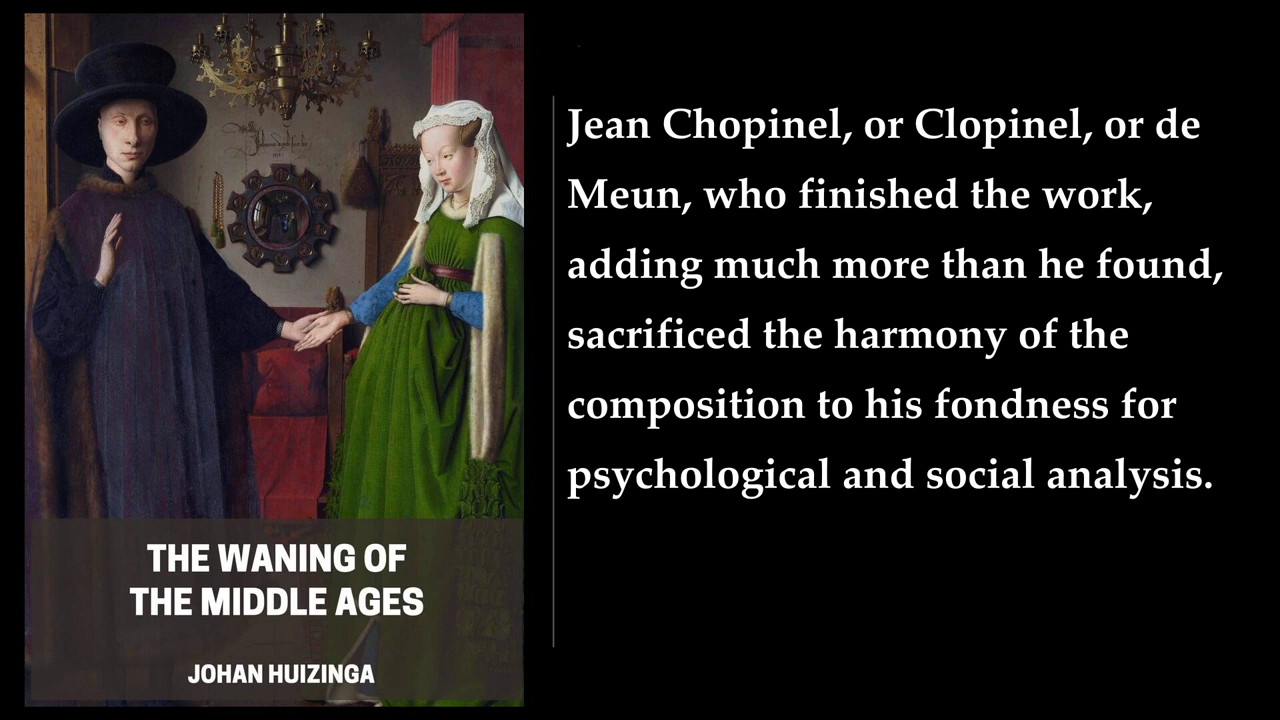 THE WANING OF
THE MIDDLE AGES
JOHAN HUIZINGA
Jean Chopinel, or Clopinel, or de
Meun, who finished the work,
adding much more than he found,
sacrificed the harmony of the
composition to his fondness for
psychological and social analysis.